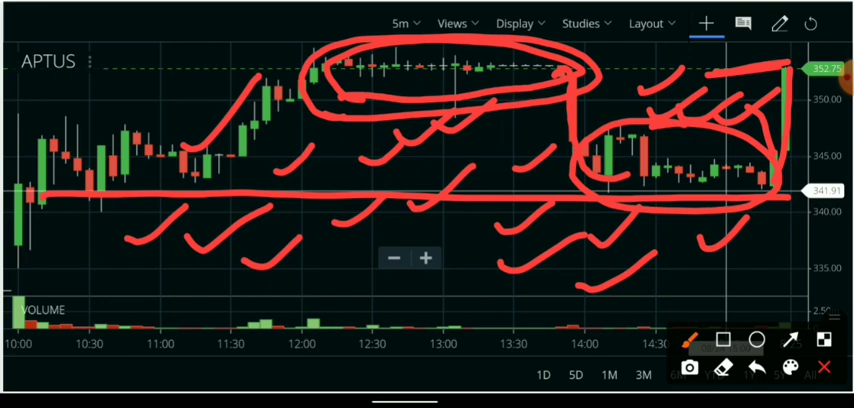 5m Views Display Studies Layout
APTUS
352.75
350.00
345.00
341.91
340.00
335.00
VOLUME
10:00 10:30 11:00 11:30 12:00 12:30 13:00 13:30 14:00 14:30
1D 5D 1M 3M